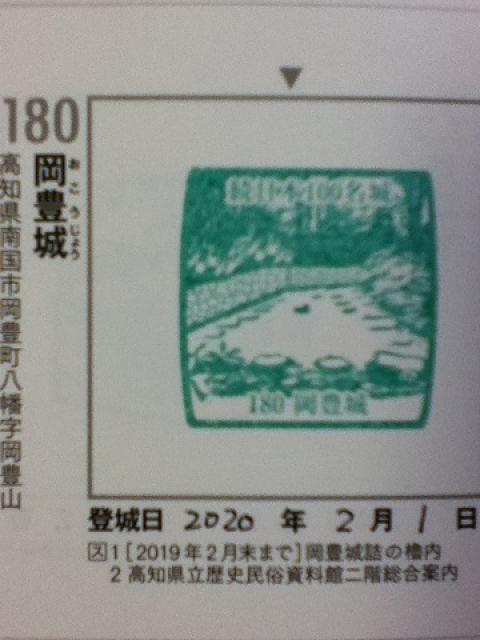 180
岡豊城
おこうじょう
高知県南国市岡豊町八幡字岡豊山
続日本100名城
180 岡豊城
登城日 2020 年 2 月 1 日
ス1[2019年2月末まで]岡豊城詰の櫓内
2 高知県立歴史民俗資料館二階総合案内